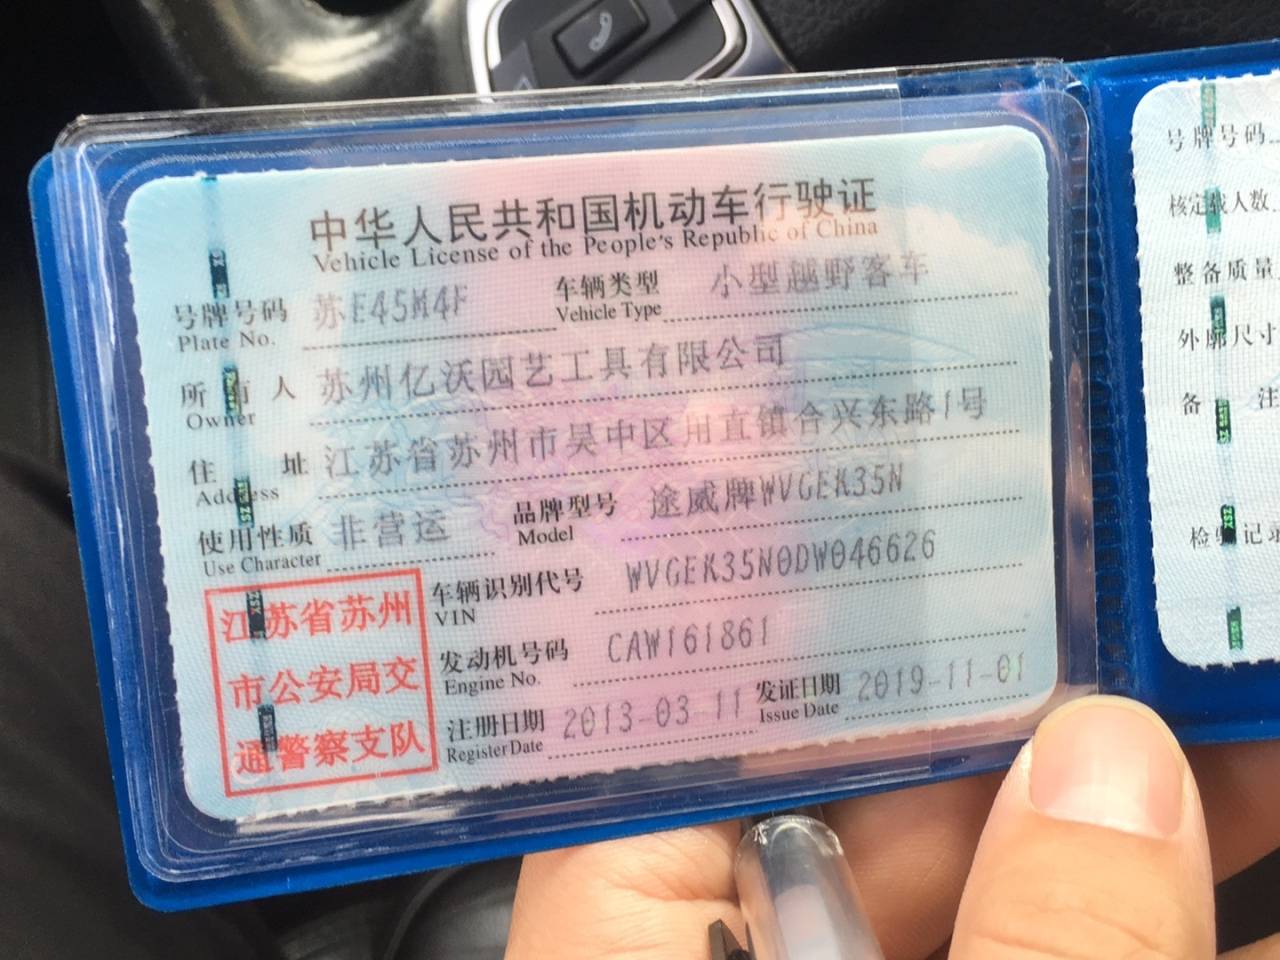 中华人民共和国机动车行驶证
Vehicle License of the People's Republic of China
号牌号码 苏E45M4F 车辆类型 小型越野客车
Plate No. Vehicle Type
所有人 苏州亿沃园艺工具有限公司
Owner
住址 江苏省苏州市吴中区甪直镇合兴东路1号
Address
使用性质 非营运 品牌型号 途威牌WVGEK35N
Use Character Model
车辆识别代号 WVGEK35N0DW046626
VIN
发动机号码 CAW161861
Engine No.
注册日期 2013-03-11 发证日期 2019-11-01
Register Date Issue Date
江苏省苏州
市公安局交
通警察支队
号牌号码
核定载人数
整备质量
外廓尺寸
备注
检验记录